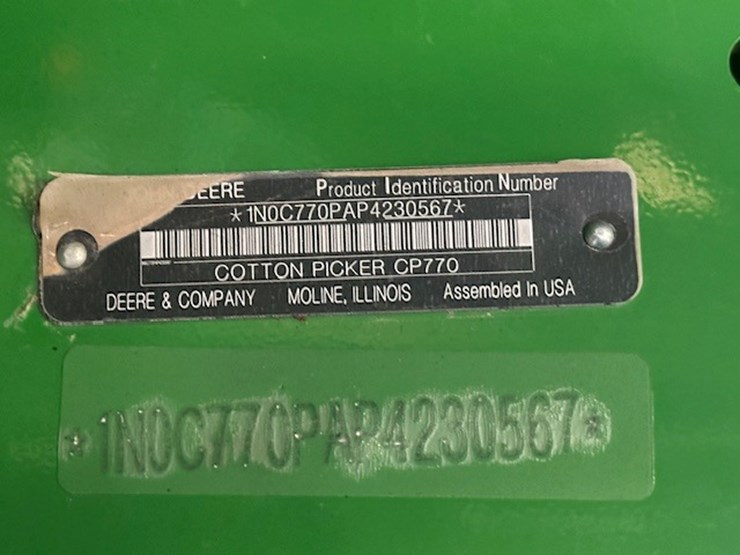 JOHN DEERE Product Identification Number
*1N0C770PAP4230567*
COTTON PICKER CP770
DEERE & COMPANY MOLINE, ILLINOIS Assembled In USA
*1N0C770PAP4230567*